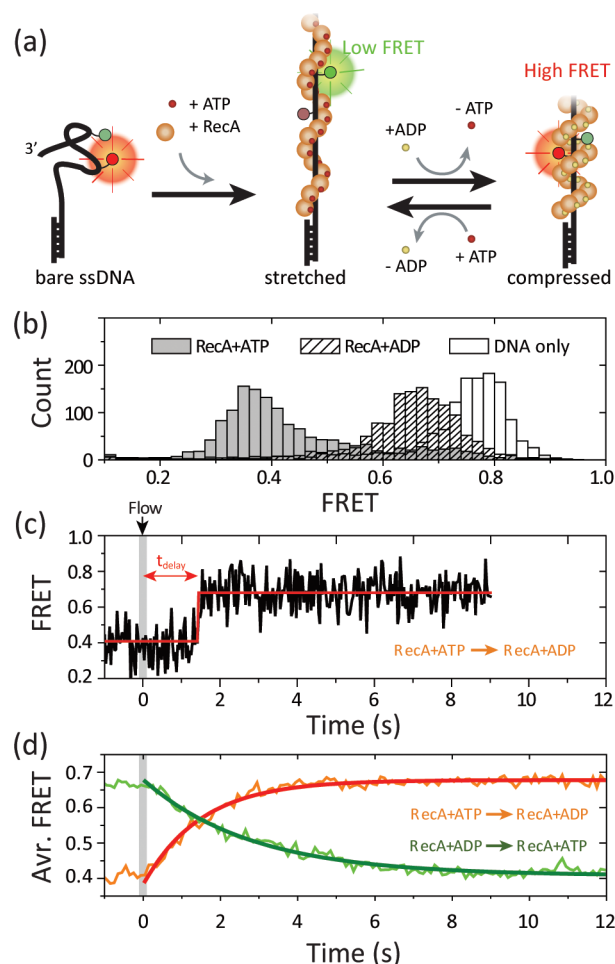 (a)
Low FRET
High FRET
+ ATP
+ RecA
- ATP
+ADP
3'
- ADP
+ ATP
bare ssDNA
stretched
compressed
(b)
RecA+ATP
RecA+ADP
DNA only
Count
200
100
0
0.2
0.4
0.6
0.8
1.0
FRET
(c)
Flow
tdelay
FRET
1.0
0.8
0.6
0.4
0.2
RecA+ATP → RecA+ADP
0
2
4
6
8
10
12
Time (s)
(d)
Avr. FRET
0.7
0.6
0.5
0.4
RecA+ATP → RecA+ADP
RecA+ADP → RecA+ATP
0
2
4
6
8
10
12
Time (s)